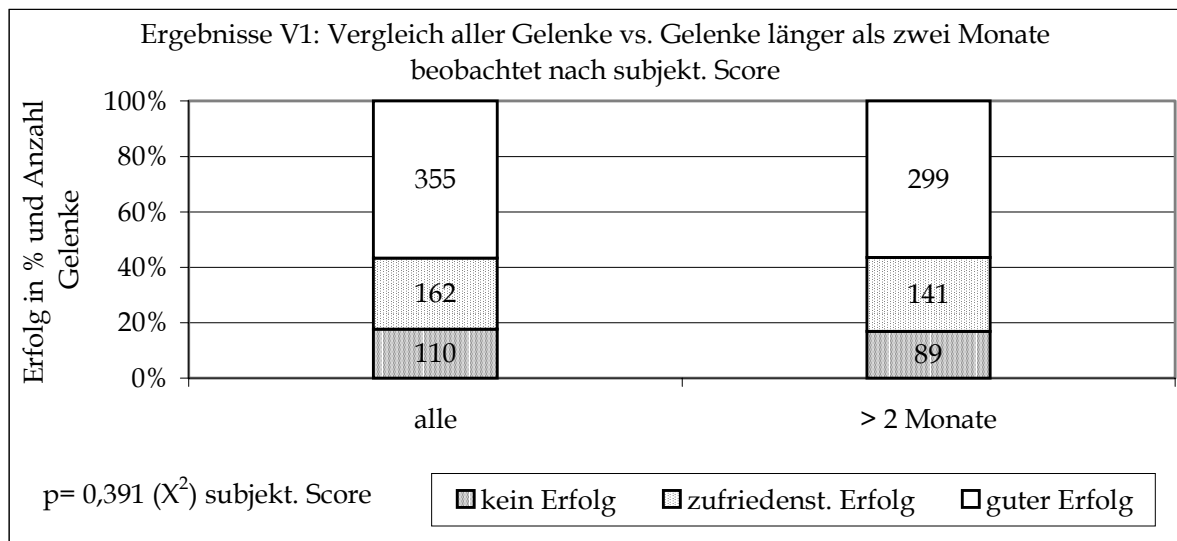 Ergebnisse V1: Vergleich aller Gelenke vs. Gelenke länger als zwei Monate
beobachtet nach subjekt. Score
Erfolg in % und Anzahl
Gelenke
100%
80%
60%
40%
20%
0%
355
162
110
299
141
89
alle
> 2 Monate
p= 0,391 (X²) subjekt. Score
kein Erfolg
zufriedenst. Erfolg
guter Erfolg